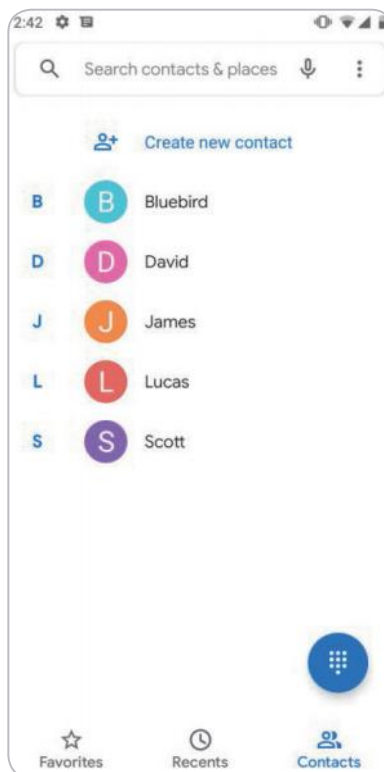 2:42
Search contacts & places
Create new contact
B B Bluebird
D D David
J J James
L L Lucas
S S Scott
Favorites Recents Contacts